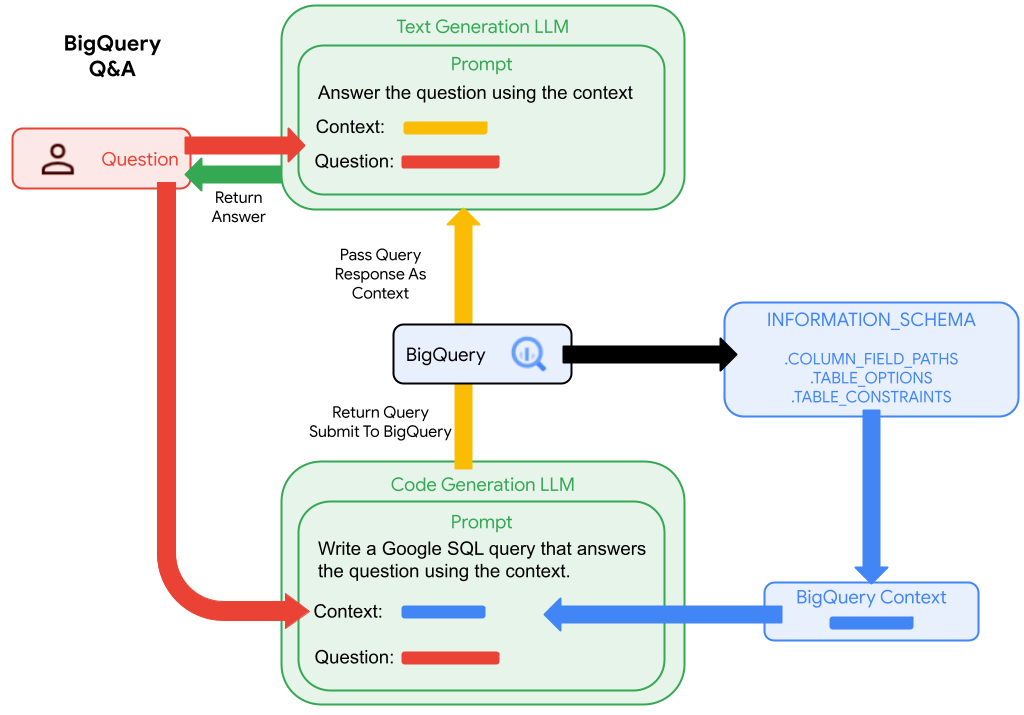 BigQuery
Q&A
Text Generation LLM
Prompt
Answer the question using the context
Context:
Question:
Question
Return
Answer
Pass Query
Response As
Context
BigQuery
INFORMATION_SCHEMA
.COLUMN_FIELD_PATHS
.TABLE_OPTIONS
.TABLE_CONSTRAINTS
Return Query
Submit To BigQuery
Code Generation LLM
Prompt
Write a Google SQL query that answers
the question using the context.
Context:
Question:
BigQuery Context